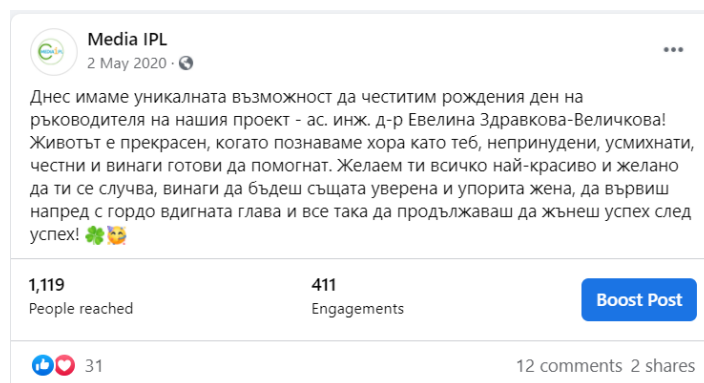 Media IPL
2 May 2020 ·
Днес имаме уникалната възможност да честитим рождения ден на
ръководителя на нашия проект - ас. инж. д-р Евелина Здравкова-Величкова!
Животът е прекрасен, когато познаваме хора като теб, непринудени, усмихнати,
честни и винаги готови да помогнат. Желаем ти всичко най-красиво и желано
да ти се случва, винаги да бъдеш същата уверена и упорита жена, да вървиш
напред с гордо вдигната глава и все така да продължаваш да жънеш успех след
успех! 🍀🥳
1,119 411
People reached Engagements Boost Post
31 12 comments 2 shares